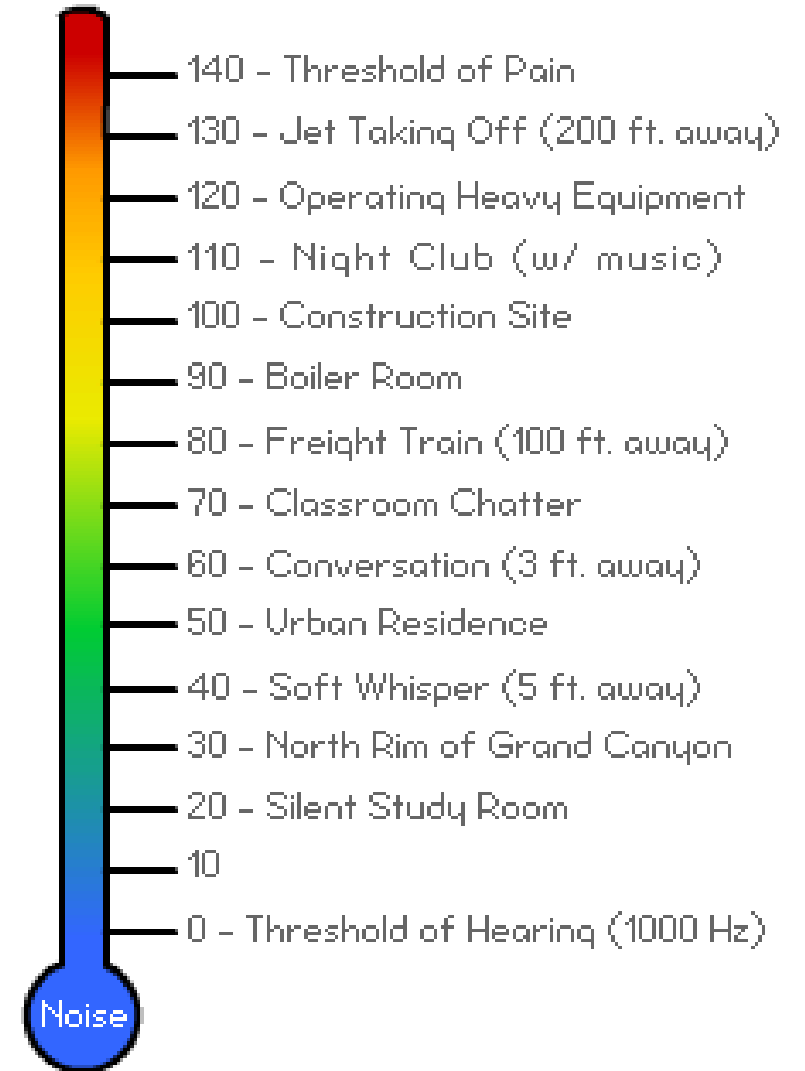 140 - Threshold of Pain
130 - Jet Taking Off (200 ft. away)
120 - Operating Heavy Equipment
110 - Night Club (w/ music)
100 - Construction Site
90 - Boiler Room
80 - Freight Train (100 ft. away)
70 - Classroom Chatter
60 - Conversation (3 ft. away)
50 - Urban Residence
40 - Soft Whisper (5 ft. away)
30 - North Rim of Grand Canyon
20 - Silent Study Room
10
0 - Threshold of Hearing (1000 Hz)
Noise